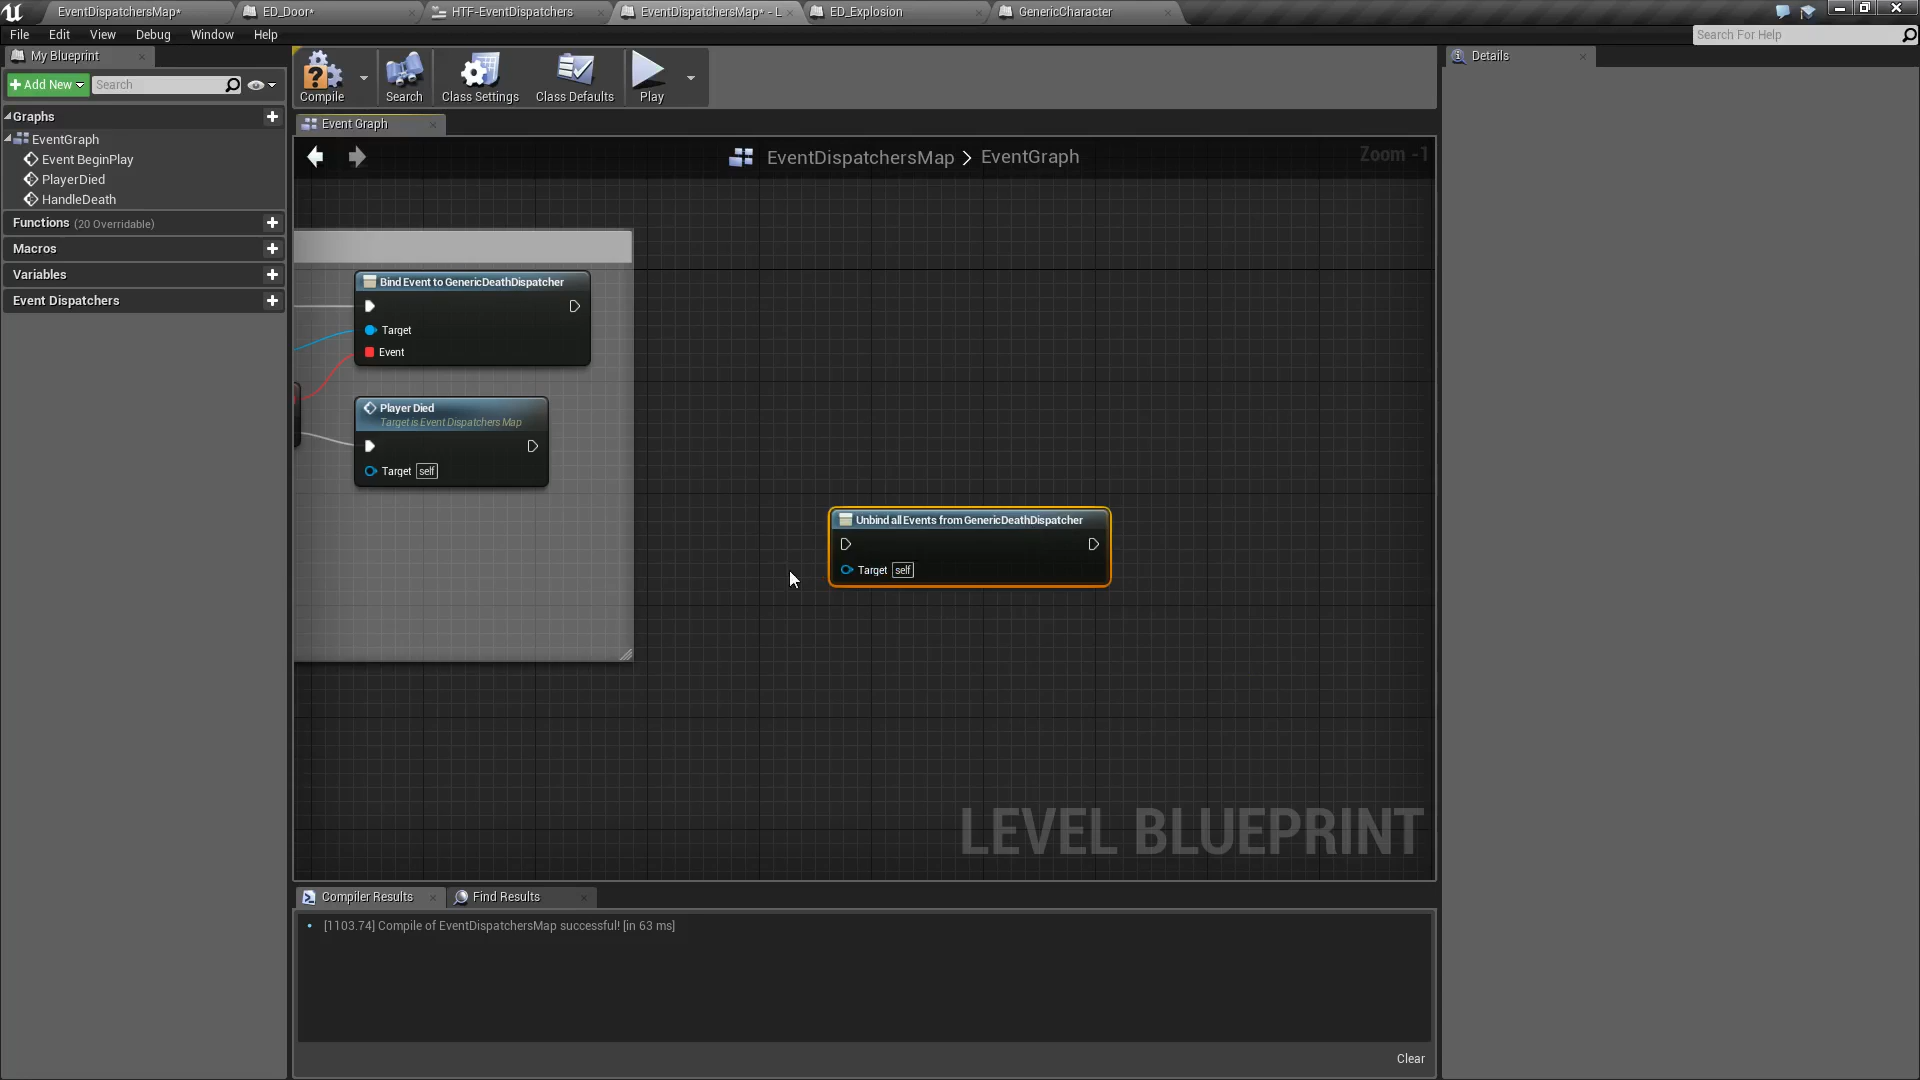 EventDispatchersMap*
ED_Door*
HTF-EventDispatchers
EventDispatchersMap* - L
ED_Explosion
GenericCharacter
File
Edit
View
Debug
Window
Help
Search For Help
My Blueprint
Add New
Search
Compile
Search
Class Settings
Class Defaults
Play
Details
Graphs
EventGraph
Event BeginPlay
PlayerDied
HandleDeath
Functions (20 Overridable)
Macros
Variables
Event Dispatchers
Event Graph
EventDispatchersMap > EventGraph
Zoom -1
Bind Event to GenericDeathDispatcher
Target
Event
Player Died
Target is Event Dispatchers Map
Target self
Unbind all Events from GenericDeathDispatcher
Target self
LEVEL BLUEPRINT
Compiler Results
Find Results
[1103.74] Compile of EventDispatchersMap successful! [in 63 ms]
Clear